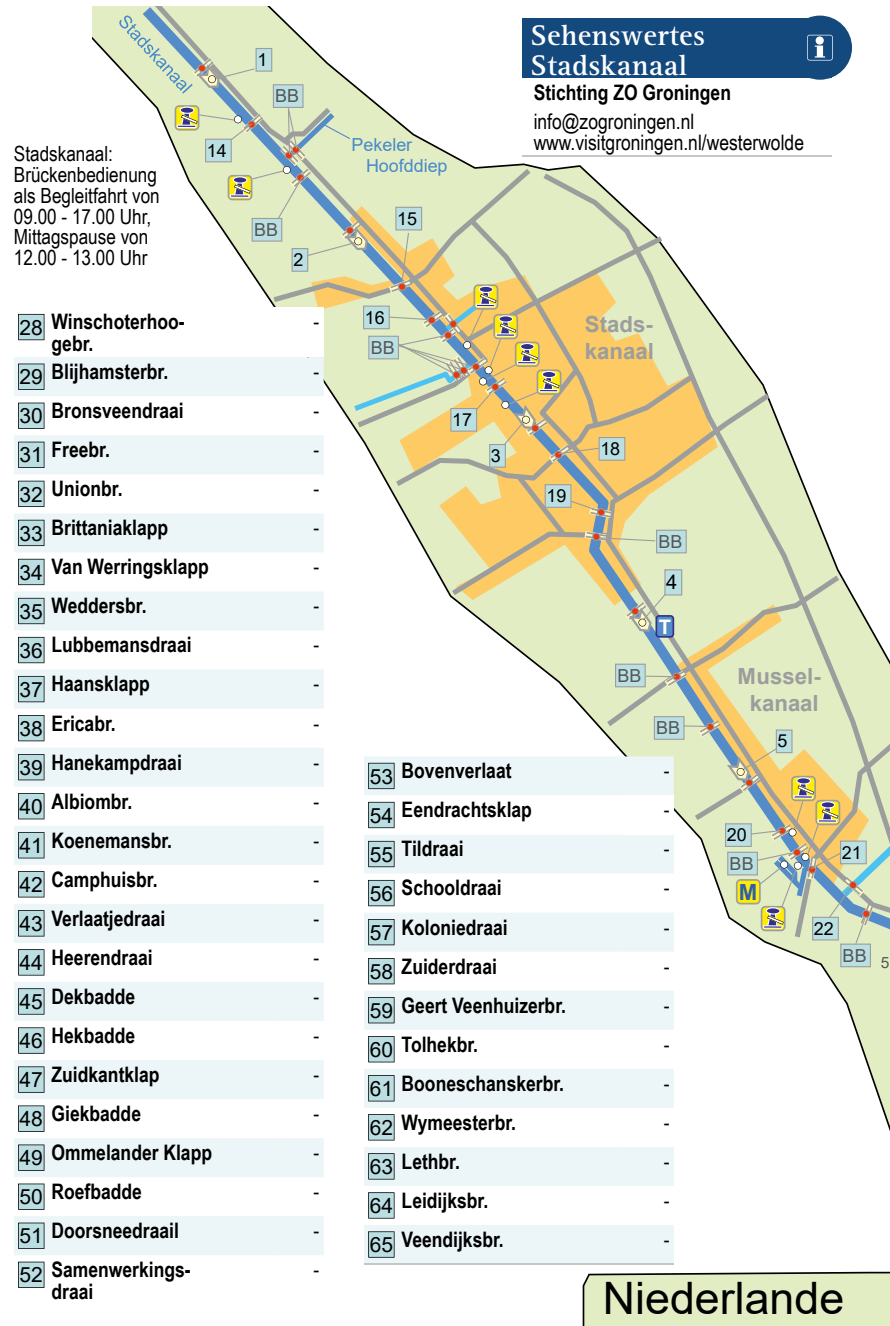 Sehenswertes
Stadskanaal
i
Stichting ZO Groningen
info@zogroningen.nl
www.visitgroningen.nl/westerwolde
Stadskanaal
1
BB
14
Pekeler
Hoofddiep
Stadskanaal:
Brückenbedienung
als Begleitfahrt von
09.00 - 17.00 Uhr,
Mittagspause von
12.00 - 13.00 Uhr
BB
15
2
16
BB
Stads-
kanaal
17
3
18
19
BB
4
T
BB
Mussel-
kanaal
BB
5
20
BB
21
M
22
BB
5
28 Winschoterhoo-
gebr. -
29 Blijhamsterbr. -
30 Bronsveendraai -
31 Freebr. -
32 Unionbr. -
33 Brittaniaklapp -
34 Van Werringsklapp -
35 Weddersbr. -
36 Lubbemansdraai -
37 Haansklapp -
38 Ericabr. -
39 Hanekampdraai -
40 Albiombr. -
41 Koenemansbr. -
42 Camphuisbr. -
43 Verlaatjedraai -
44 Heerendraai -
45 Dekbadde -
46 Hekbadde -
47 Zuidkantklap -
48 Giekbadde -
49 Ommelander Klapp -
50 Roefbadde -
51 Doorsneedraail -
52 Samenwerkings-
draai -
53 Bovenverlaat -
54 Eendrachtsklap -
55 Tildraai -
56 Schooldraai -
57 Koloniedraai -
58 Zuiderdraai -
59 Geert Veenhuizerbr. -
60 Tolhekbr. -
61 Booneschanskerbr. -
62 Wymeesterbr. -
63 Lethbr. -
64 Leidijksbr. -
65 Veendijksbr. -
Niederlande